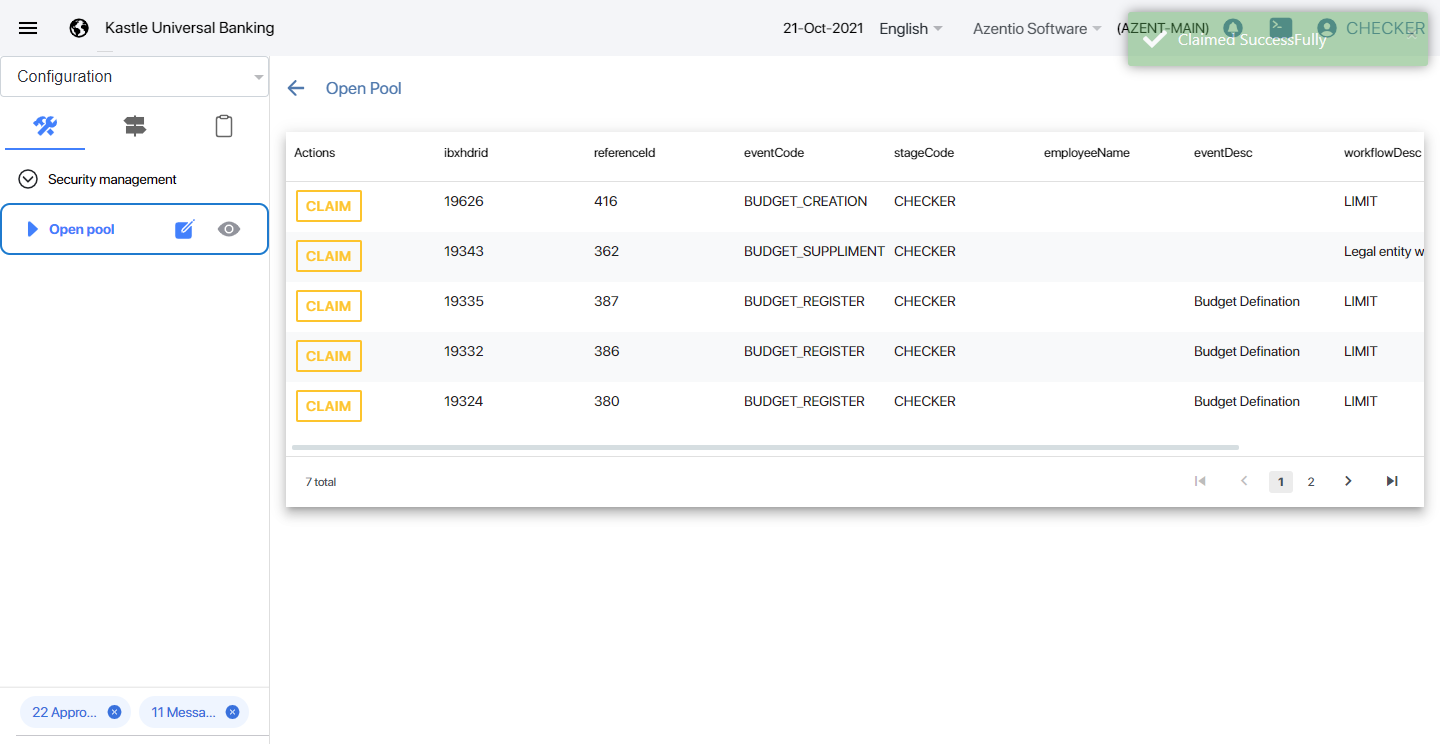 Kastle Universal Banking
21-Oct-2021
English
Azentio Software
(AZENT-MAIN)
CHECKER
Claimed SuccessFully
Configuration
Security management
Open pool
22 Appro...
11 Messa...
Open Pool
Actions ibxhdrid referenceId eventCode stageCode employeeName eventDesc workflowDesc
CLAIM 19626 416 BUDGET_CREATION CHECKER LIMIT
CLAIM 19343 362 BUDGET_SUPPLIMENT CHECKER Legal entity w
CLAIM 19335 387 BUDGET_REGISTER CHECKER Budget Defination LIMIT
CLAIM 19332 386 BUDGET_REGISTER CHECKER Budget Defination LIMIT
CLAIM 19324 380 BUDGET_REGISTER CHECKER Budget Defination LIMIT
7 total
1 2